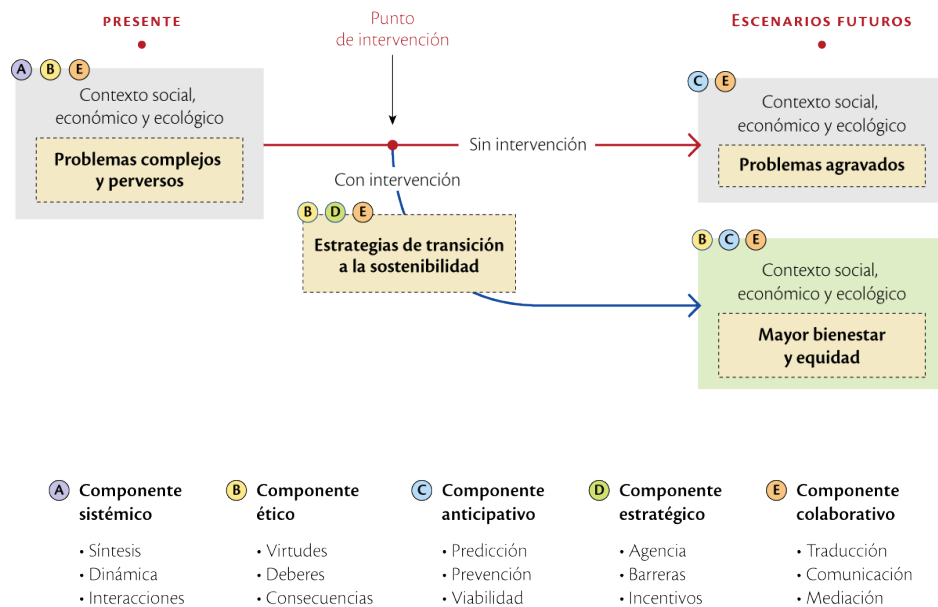 PRESENTE
Punto
de intervención
ESCENARIOS FUTUROS
A B E
Contexto social,
económico y ecológico
Problemas complejos
y perversos
Sin intervención
Con intervención
B D E
Estrategias de transición
a la sostenibilidad
C E
Contexto social,
económico y ecológico
Problemas agravados
B C E
Contexto social,
económico y ecológico
Mayor bienestar
y equidad
A Componente
sistémico
• Síntesis
• Dinámica
• Interacciones
B Componente
ético
• Virtudes
• Deberes
• Consecuencias
C Componente
anticipativo
• Predicción
• Prevención
• Viabilidad
D Componente
estratégico
• Agencia
• Barreras
• Incentivos
E Componente
colaborativo
• Traducción
• Comunicación
• Mediación